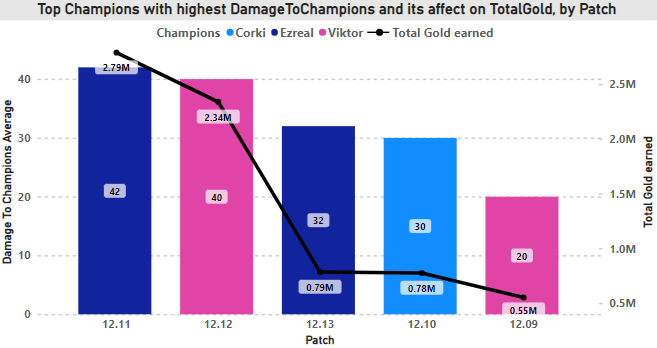 Top Champions with highest DamageToChampions and its affect on TotalGold, by Patch
Champions Corki Ezreal Viktor Total Gold earned
Damage To Champions Average
40
30
20
10
0
2.79M
2.34M
0.79M
0.78M
0.55M
42
40
32
30
20
2.5M
2.0M
1.5M
1.0M
0.5M
Total Gold earned
12.11 12.12 12.13 12.10 12.09
Patch